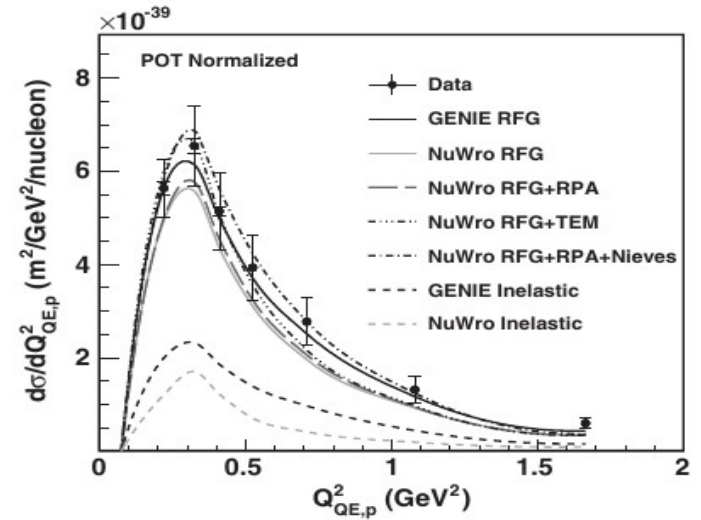 ×10⁻³⁹
POT Normalized
Data
GENIE RFG
NuWro RFG
NuWro RFG+RPA
NuWro RFG+TEM
NuWro RFG+RPA+Nieves
GENIE Inelastic
NuWro Inelastic
dσ/dQ²QE,p (m²/GeV²/nucleon)
8
6
4
2
0 0.5 1 1.5 2
Q²QE,p (GeV²)